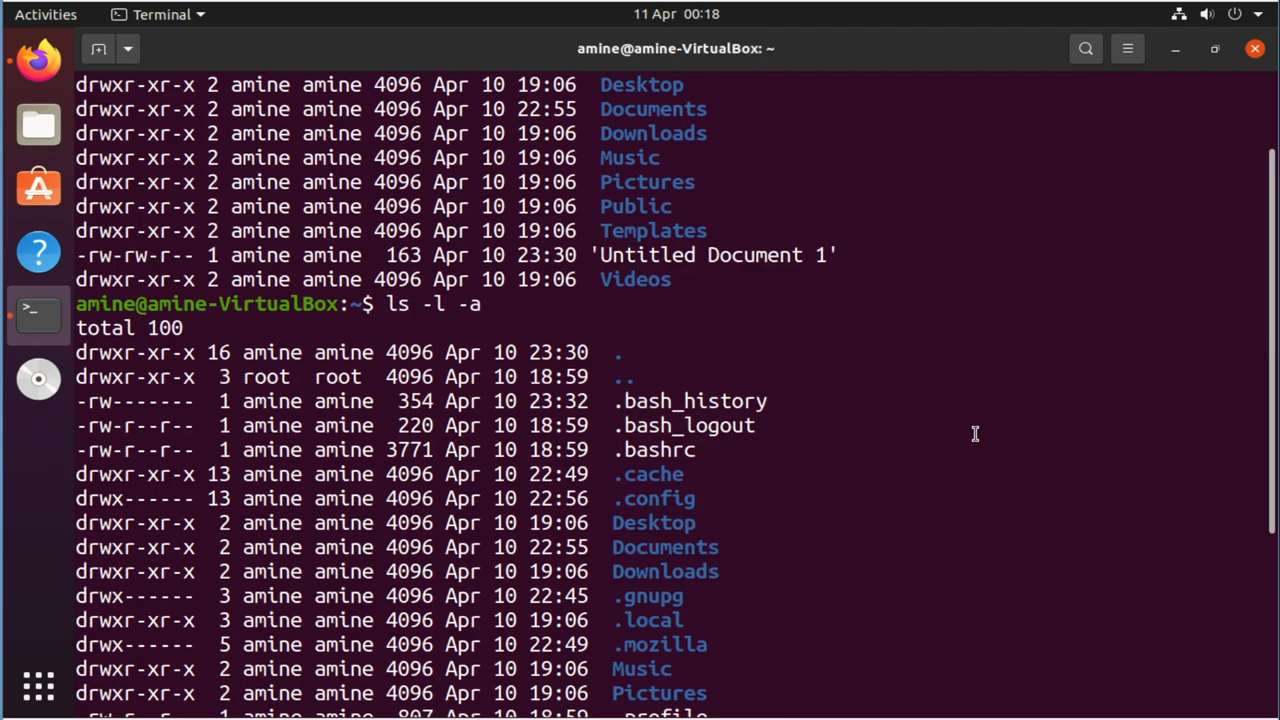 Activities Terminal 11 Apr 00:18
amine@amine-VirtualBox: ~
drwxr-xr-x 2 amine amine 4096 Apr 10 19:06 Desktop
drwxr-xr-x 2 amine amine 4096 Apr 10 22:55 Documents
drwxr-xr-x 2 amine amine 4096 Apr 10 19:06 Downloads
drwxr-xr-x 2 amine amine 4096 Apr 10 19:06 Music
drwxr-xr-x 2 amine amine 4096 Apr 10 19:06 Pictures
drwxr-xr-x 2 amine amine 4096 Apr 10 19:06 Public
drwxr-xr-x 2 amine amine 4096 Apr 10 19:06 Templates
-rw-rw-r-- 1 amine amine 163 Apr 10 23:30 'Untitled Document 1'
drwxr-xr-x 2 amine amine 4096 Apr 10 19:06 Videos
amine@amine-VirtualBox:~$ ls -l -a
total 100
drwxr-xr-x 16 amine amine 4096 Apr 10 23:30 .
drwxr-xr-x 3 root root 4096 Apr 10 18:59 ..
-rw------- 1 amine amine 354 Apr 10 23:32 .bash_history
-rw-r--r-- 1 amine amine 220 Apr 10 18:59 .bash_logout
-rw-r--r-- 1 amine amine 3771 Apr 10 18:59 .bashrc
drwxr-xr-x 13 amine amine 4096 Apr 10 22:49 .cache
drwx------ 13 amine amine 4096 Apr 10 22:56 .config
drwxr-xr-x 2 amine amine 4096 Apr 10 19:06 Desktop
drwxr-xr-x 2 amine amine 4096 Apr 10 22:55 Documents
drwxr-xr-x 2 amine amine 4096 Apr 10 19:06 Downloads
drwx------ 3 amine amine 4096 Apr 10 22:45 .gnupg
drwxr-xr-x 3 amine amine 4096 Apr 10 19:06 .local
drwx------ 5 amine amine 4096 Apr 10 22:49 .mozilla
drwxr-xr-x 2 amine amine 4096 Apr 10 19:06 Music
drwxr-xr-x 2 amine amine 4096 Apr 10 19:06 Pictures
-rw-r--r-- 1 amine amine 807 Apr 10 18:59 .profile